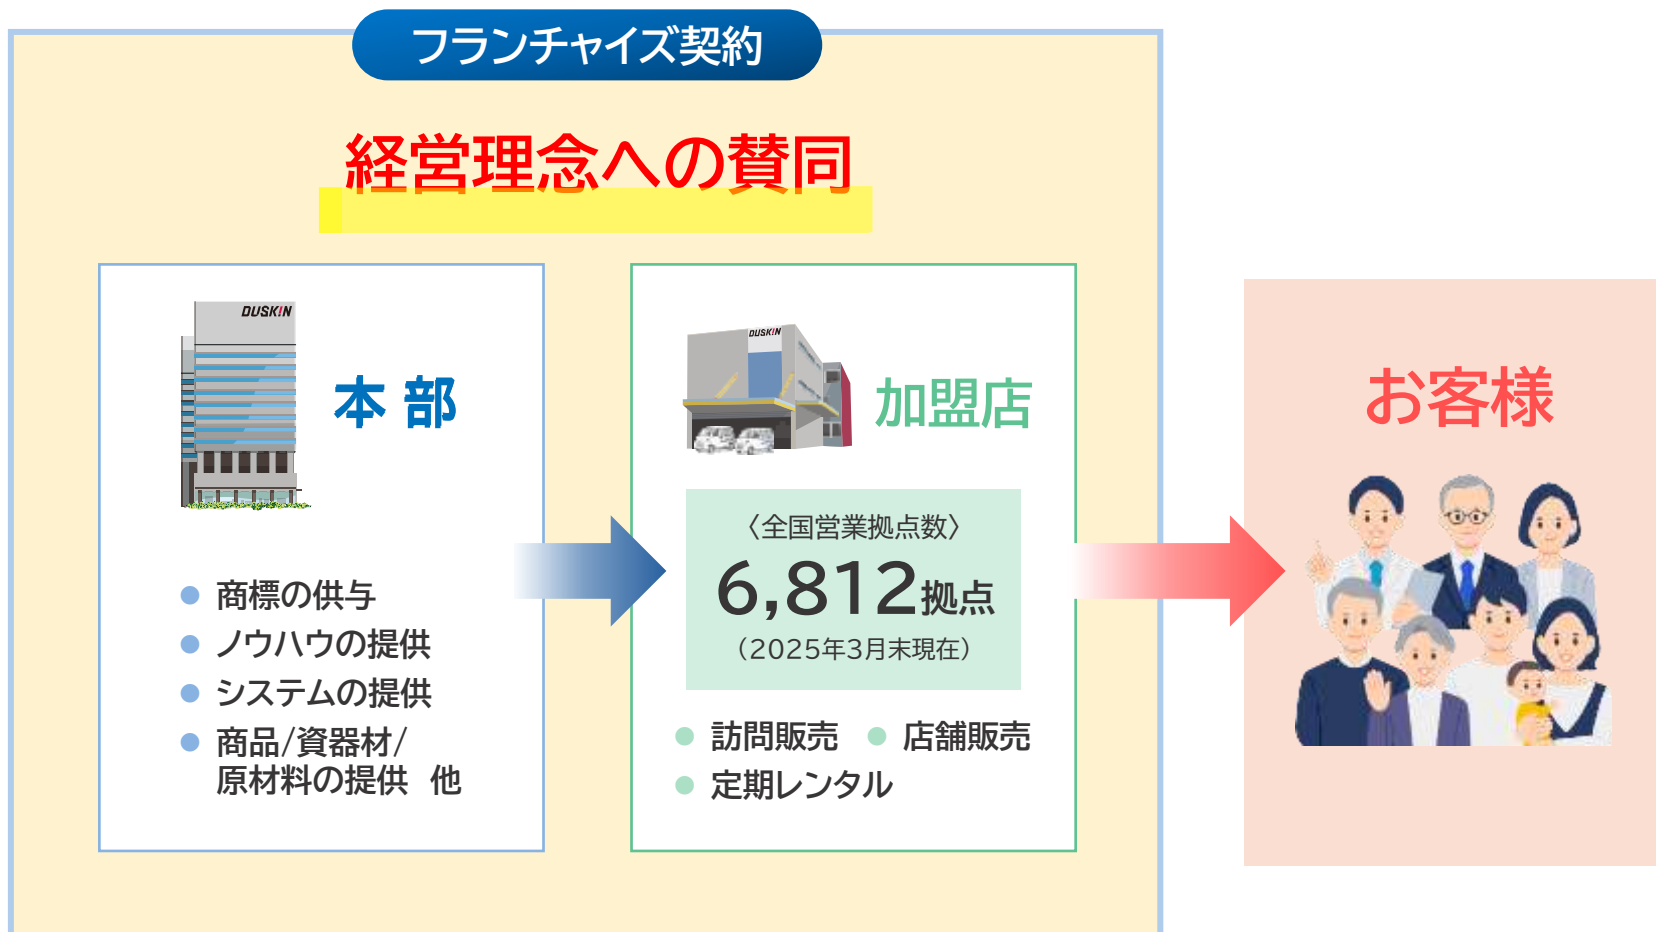 フランチャイズ契約
経営理念への賛同
DUSKIN
本部
商標の供与
ノウハウの提供
システムの提供
商品/資器材/
原材料の提供 他
DUSKIN
加盟店
〈全国営業拠点数〉
6,812拠点
（2025年3月末現在）
訪問販売 店舗販売
定期レンタル
お客様